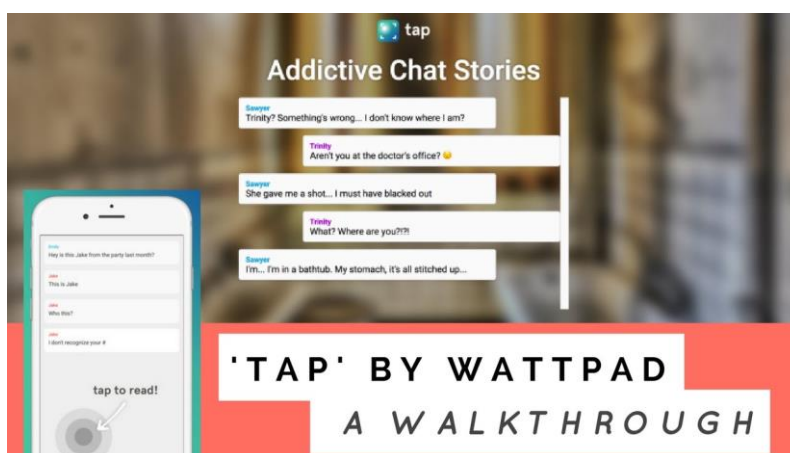 tap
Addictive Chat Stories
Sawyer
Trinity? Something's wrong... I don't know where I am?
Trinity
Aren't you at the doctor's office? 😕
Sawyer
She gave me a shot... I must have blacked out
Trinity
What? Where are you?!?!
Sawyer
I'm... I'm in a bathtub. My stomach, it's all stitched up...
Hey is this Jake from the party last month?
Jake
This is Jake
Jake
Who this?
Jake
I don't recognize your #
tap to read!
'TAP' BY WATTPAD
A WALKTHROUGH